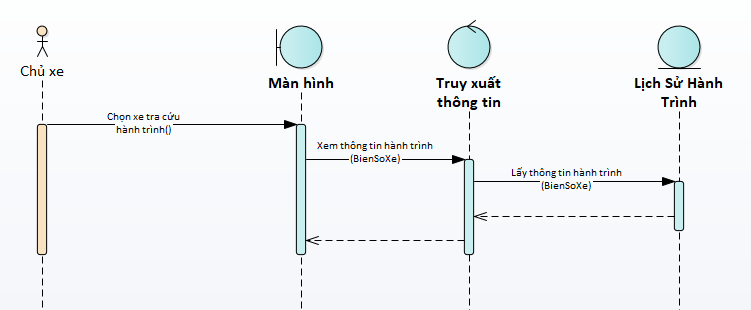 Chủ xe
Màn hình
Truy xuất
thông tin
Lịch Sử Hành
Trình
Chọn xe tra cứu
hành trình()
Xem thông tin hành trình
(BienSoXe)
Lấy thông tin hành trình
(BienSoXe)